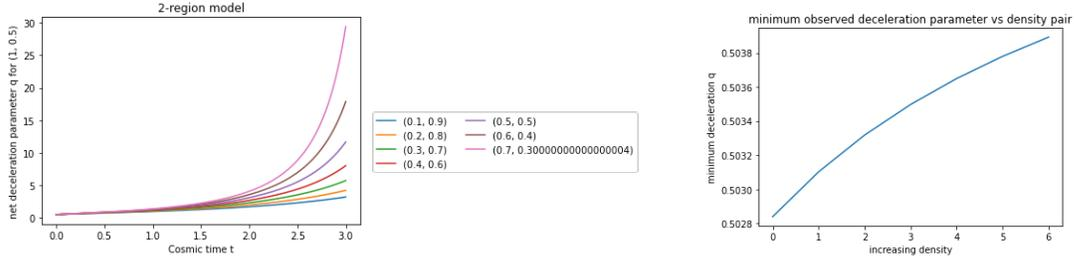 2-region model
net deceleration parameter q for (1, 0.5)
30
25
20
15
10
5
0
0.0 0.5 1.0 1.5 2.0 2.5 3.0
Cosmic time t
(0.1, 0.9) (0.5, 0.5)
(0.2, 0.8) (0.6, 0.4)
(0.3, 0.7) (0.7, 0.30000000000000004)
(0.4, 0.6)
minimum observed deceleration parameter vs density pair
minimum deceleration q
0.5038
0.5036
0.5034
0.5032
0.5030
0.5028
0 1 2 3 4 5 6
increasing density